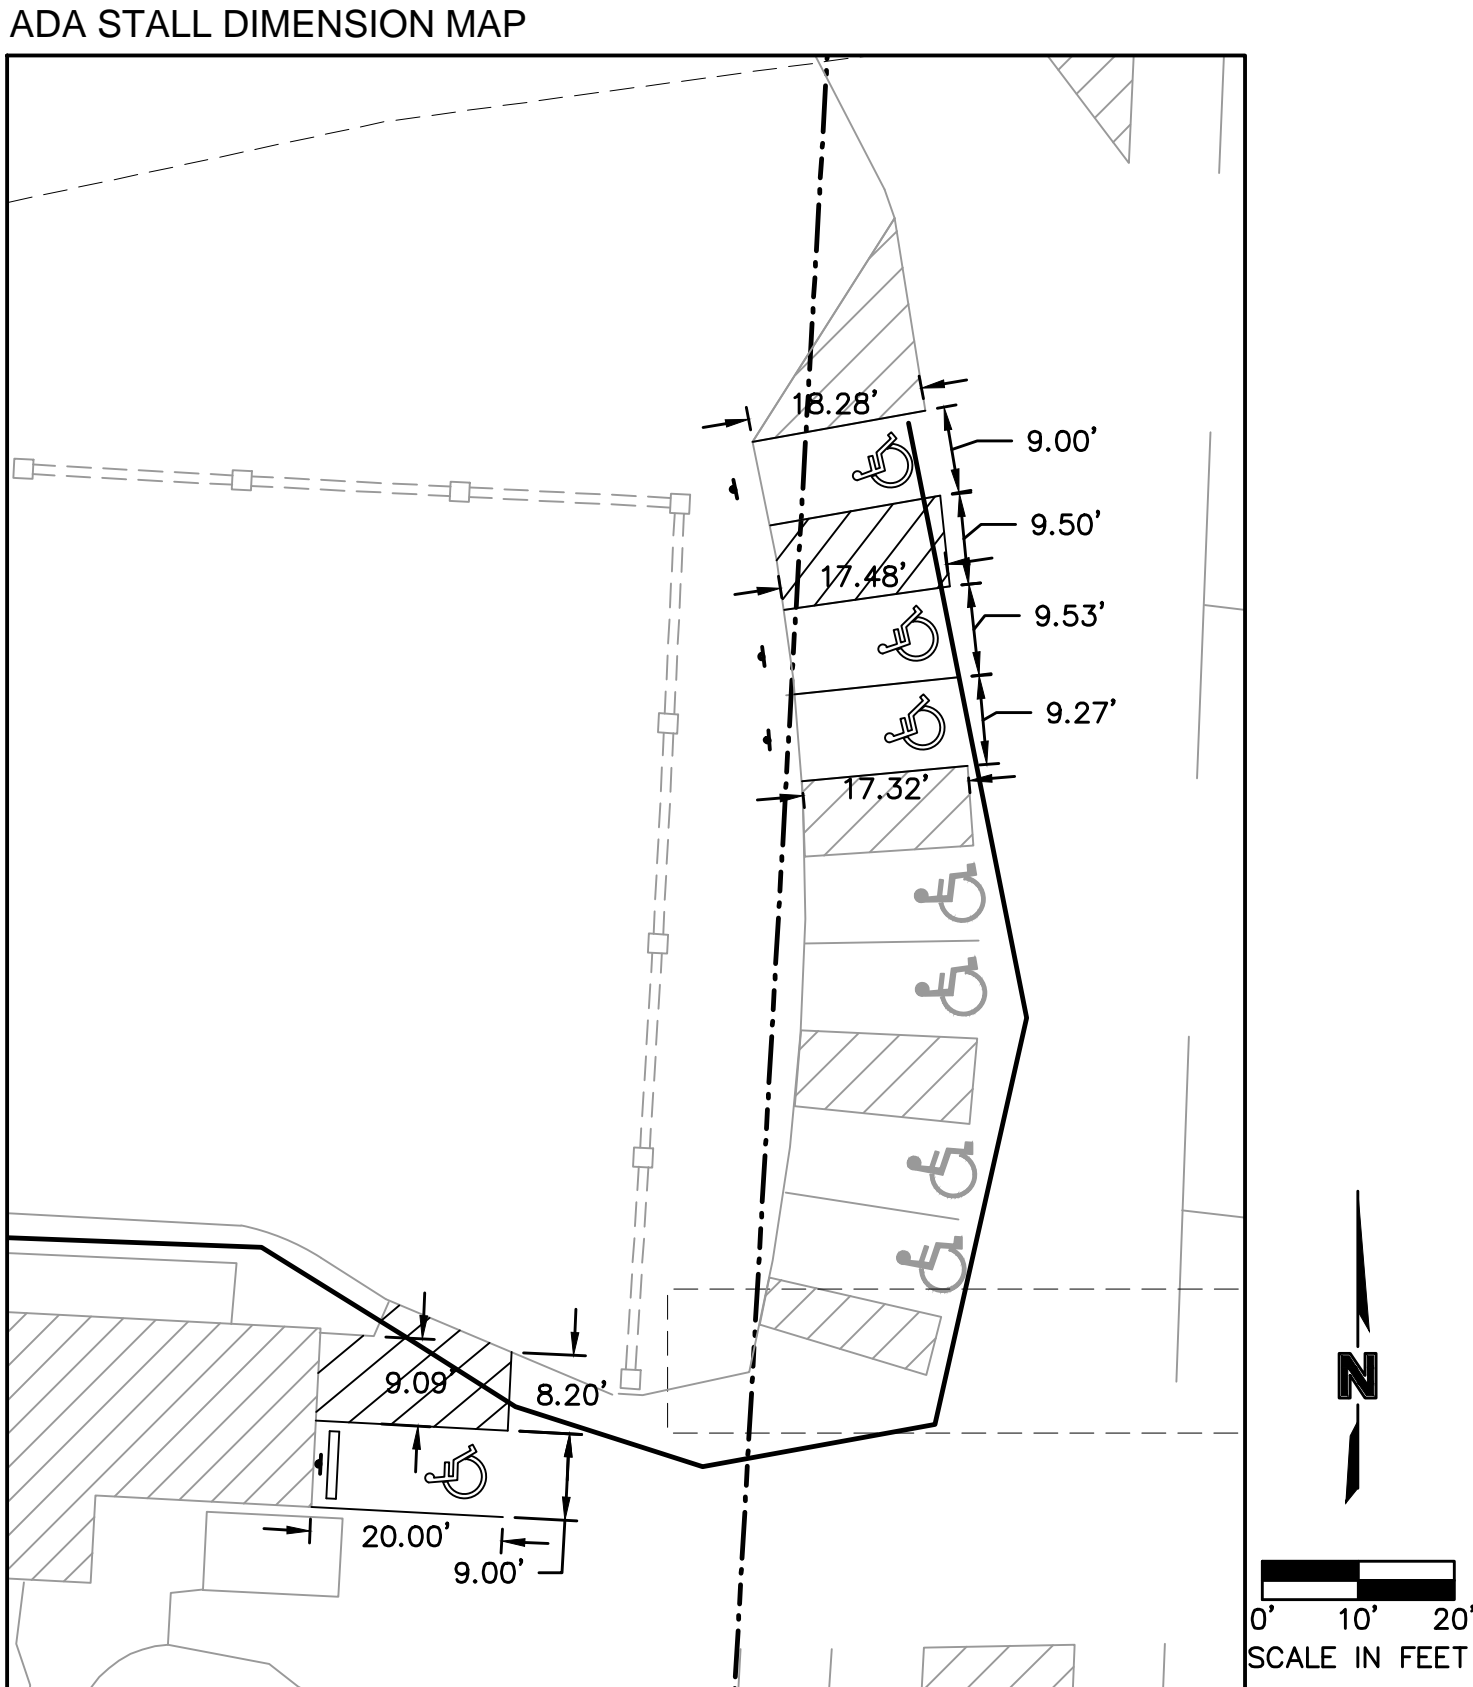 ADA STALL DIMENSION MAP
18.28'
9.00'
9.50'
17.48'
9.53'
9.27'
17.32'
9.09'
8.20'
20.00'
9.00'
N
0' 10' 20'
SCALE IN FEET